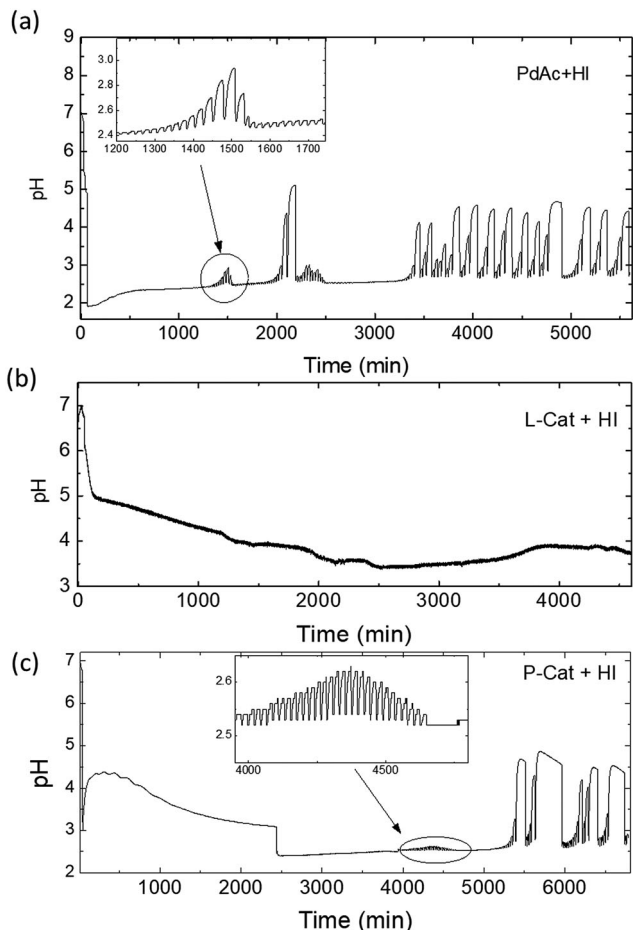 (a)
PdAc+HI
pH
9
8
7
6
5
4
3
2
0 1000 2000 3000 4000 5000
Time (min)
3.0
2.8
2.6
2.4
1200 1300 1400 1500 1600 1700
(b)
L-Cat + HI
pH
7
6
5
4
3
0 1000 2000 3000 4000
Time (min)
(c)
P-Cat + HI
pH
7
6
5
4
3
2
1000 2000 3000 4000 5000 6000
Time (min)
2.6
2.5
4000 4500